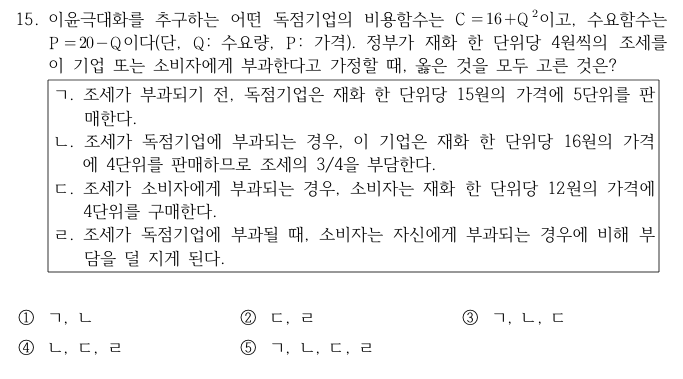 15. 이윤극대화를 추구하는 어떤 독점기업의 비용함수는 C=16+Q²이고, 수요함수는
P=20-Q이다(단, Q: 수요량, P: 가격). 정부가 재화 한 단위당 4원씩의 조세를
이 기업 또는 소비자에게 부과한다고 가정할 때, 옳은 것을 모두 고른 것은?
ㄱ. 조세가 부과되기 전, 독점기업은 재화 한 단위당 15원의 가격에 5단위를 판
매한다.
ㄴ. 조세가 독점기업에 부과되는 경우, 이 기업은 재화 한 단위당 16원의 가격
에 4단위를 판매하므로 조세의 3/4을 부담한다.
ㄷ. 조세가 소비자에게 부과되는 경우, 소비자는 재화 한 단위당 12원의 가격에
4단위를 구매한다.
ㄹ. 조세가 독점기업에 부과될 때, 소비자는 자신에게 부과되는 경우에 비해 부
담을 덜 지게 된다.
① ㄱ, ㄴ ② ㄷ, ㄹ ③ ㄱ, ㄴ, ㄷ
④ ㄴ, ㄷ, ㄹ ⑤ ㄱ, ㄴ, ㄷ, ㄹ